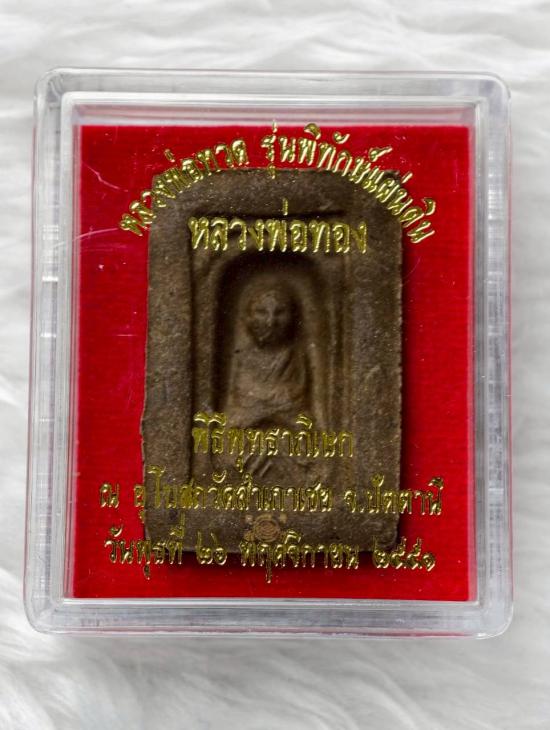 หลวงพ่อทวด รุ่นพิทักษ์แผ่นดิน
หลวงพ่อทอง
พิธีพุทธาภิเษก
ณ อุโบสถวัดสำเภาเชย จ.ปัตตานี
วันพุธที่ ๒๖ พฤศจิกายน ๒๕๕๑